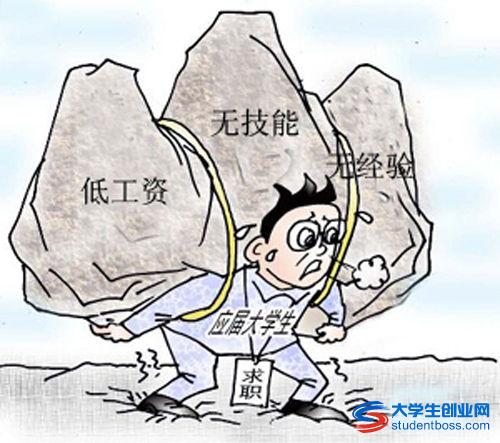 无技能
无经验
低工资
应届大学生
求
职
S 大学生创业网
studentboss.com